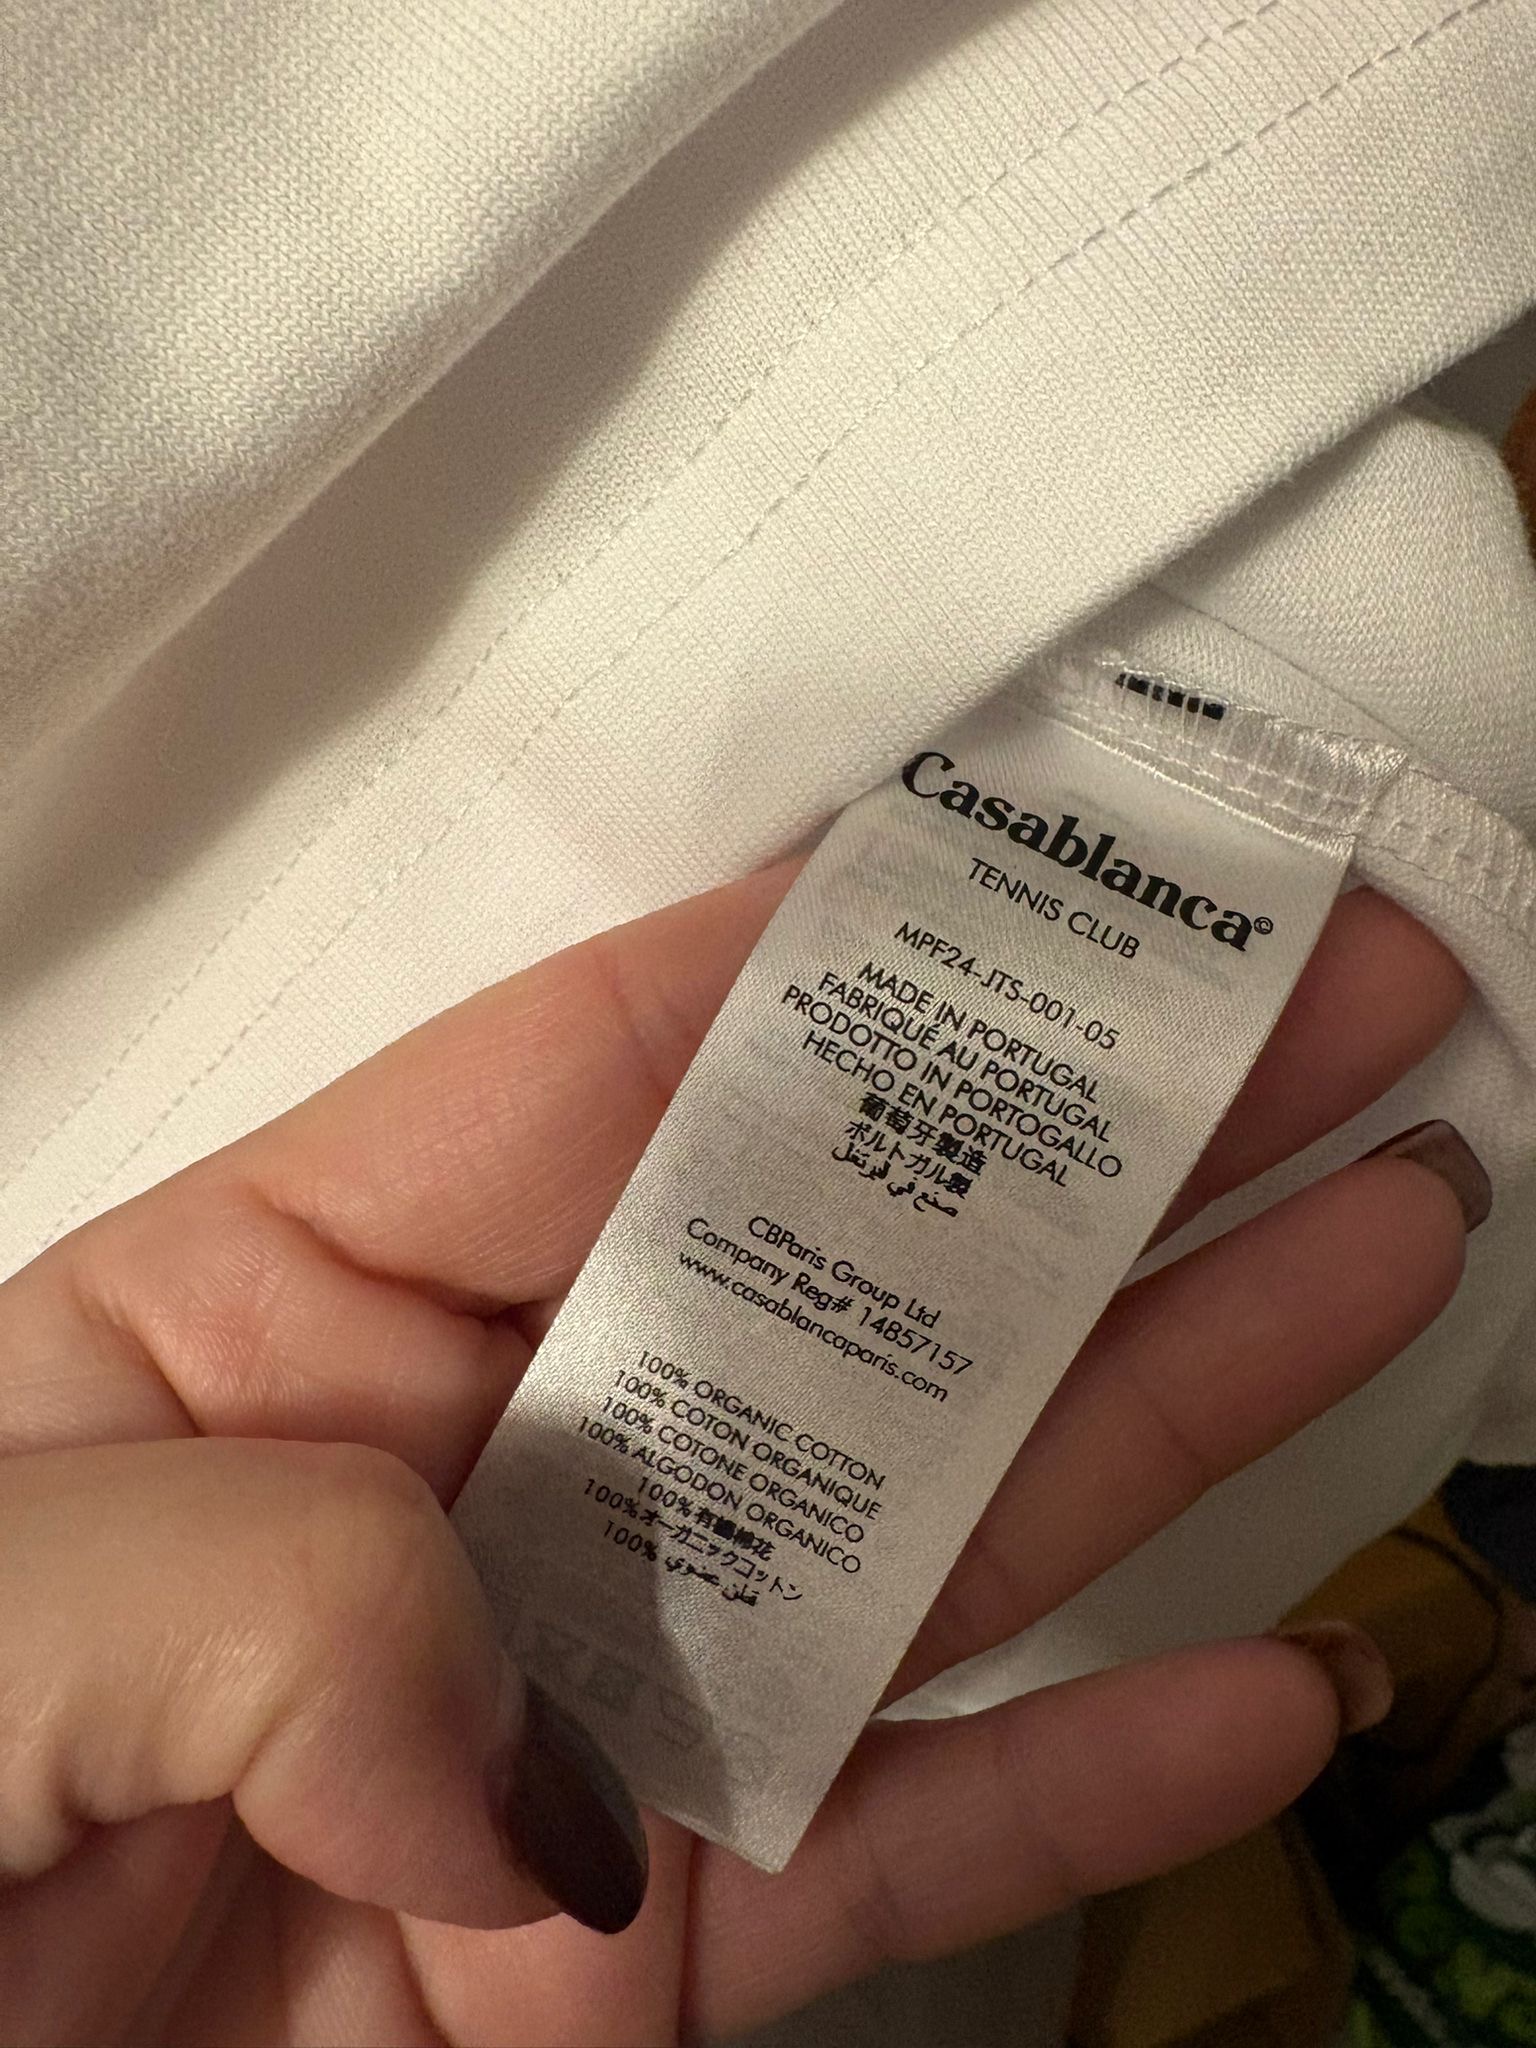 Casablanca©
TENNIS CLUB
MPF24-JTS-001-05
MADE IN PORTUGAL
FABRIQUÉ AU PORTUGAL
PRODOTTO IN PORTOGALLO
HECHO EN PORTUGAL
葡萄牙製造
ポルトガル製
صنع في
CBParis Group Ltd
Company Reg# 14857157
www.casablancaparis.com
100% ORGANIC COTTON
100% COTON ORGANIQUE
100% COTONE ORGANICO
100% ALGODON ORGANICO
100% 有機棉花
100%オーガニックコットン
100% قطن عضوي